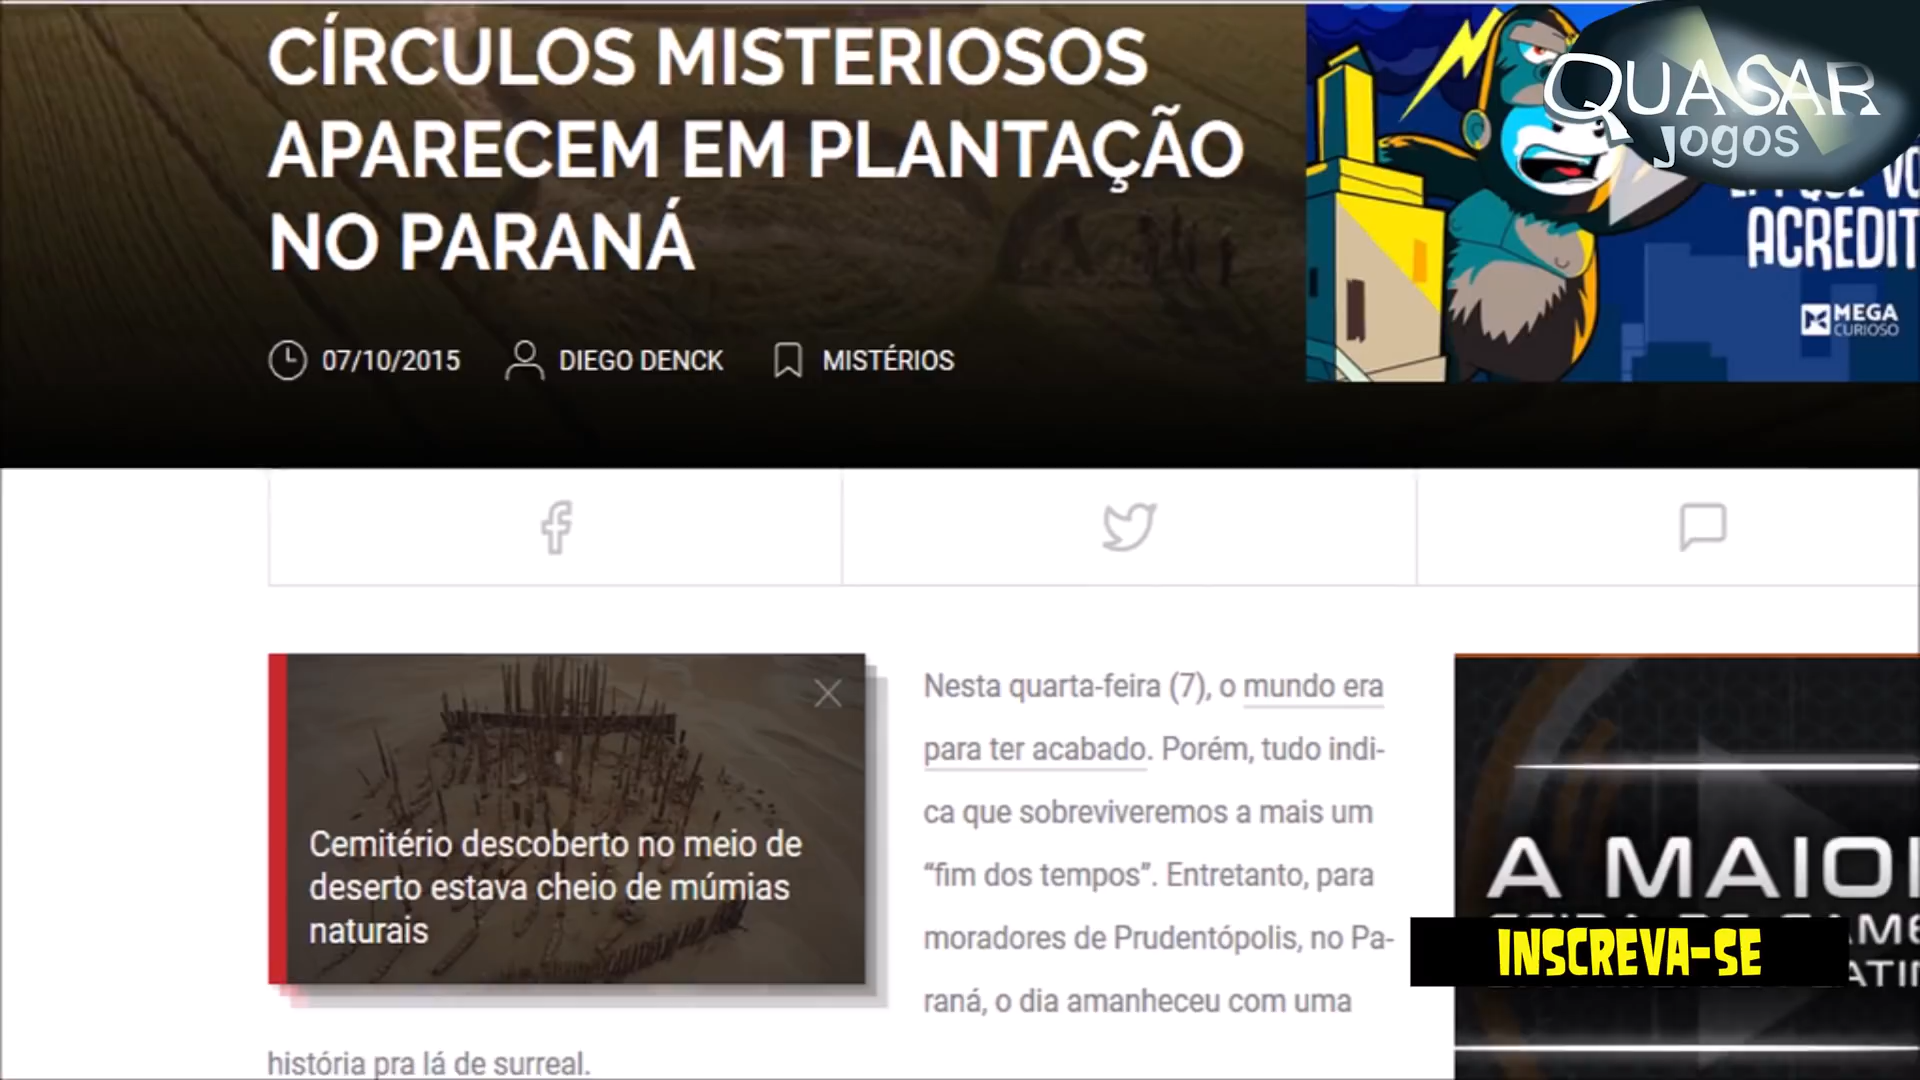 CÍRCULOS MISTERIOSOS
APARECEM EM PLANTAÇÃO
NO PARANÁ
07/10/2015 DIEGO DENCK MISTÉRIOS
QUASAR
Jogos
ACREDIT
MEGA
CURIOSO
Cemitério descoberto no meio de
deserto estava cheio de múmias
naturais
Nesta quarta-feira (7), o mundo era
para ter acabado. Porém, tudo indi-
ca que sobreviveremos a mais um
“fim dos tempos”. Entretanto, para
moradores de Prudentópolis, no Pa-
raná, o dia amanheceu com uma
história pra lá de surreal.
A MAIOR
INSCREVA-SE